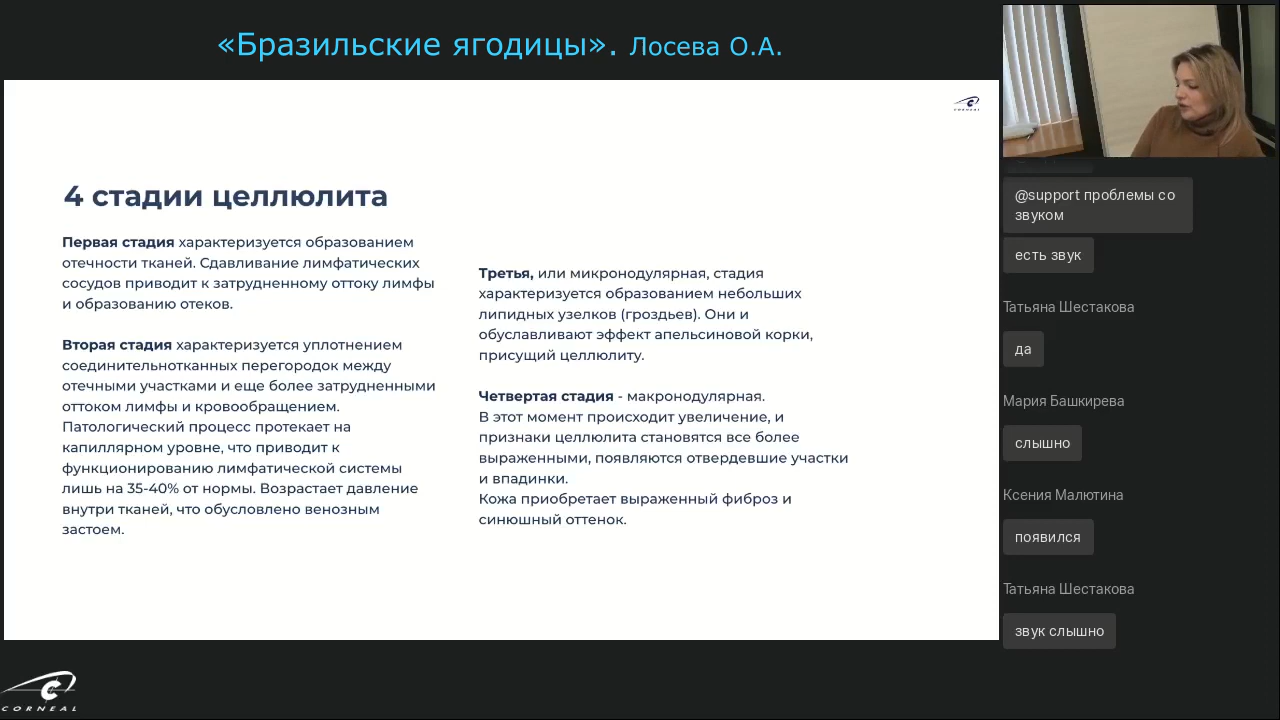 «Бразильские ягодицы». Лосева О.А.
CORNEAL
4 стадии целлюлита
Первая стадия характеризуется образованием
отечности тканей. Сдавливание лимфатических
сосудов приводит к затрудненному оттоку лимфы
и образованию отеков.
Вторая стадия характеризуется уплотнением
соединительнотканных перегородок между
отечными участками и еще более затрудненными
оттоком лимфы и кровообращением.
Патологический процесс протекает на
капиллярном уровне, что приводит к
функционированию лимфатической системы
лишь на 35-40% от нормы. Возрастает давление
внутри тканей, что обусловлено венозным
застоем.
Третья, или микронодулярная, стадия
характеризуется образованием небольших
липидных узелков (гроздьев). Они и
обуславливают эффект апельсиновой корки,
присущий целлюлиту.
Четвертая стадия - макронодулярная.
В этот момент происходит увеличение, и
признаки целлюлита становятся все более
выраженными, появляются отвердевшие участки
и впадинки.
Кожа приобретает выраженный фиброз и
синюшный оттенок.
@support проблемы со
звуком
есть звук
Татьяна Шестакова
да
Мария Башкирева
слышно
Ксения Малютина
появился
Татьяна Шестакова
звук слышно
CORNEAL